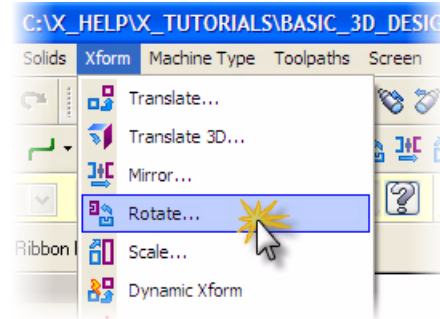 C:\X_HELP\X_TUTORIALS\BASIC_3D_DESIG
Solids Xform Machine Type Toolpaths Screen
Translate...
Translate 3D...
Mirror...
Rotate...
Ribbon
Scale...
Dynamic Xform